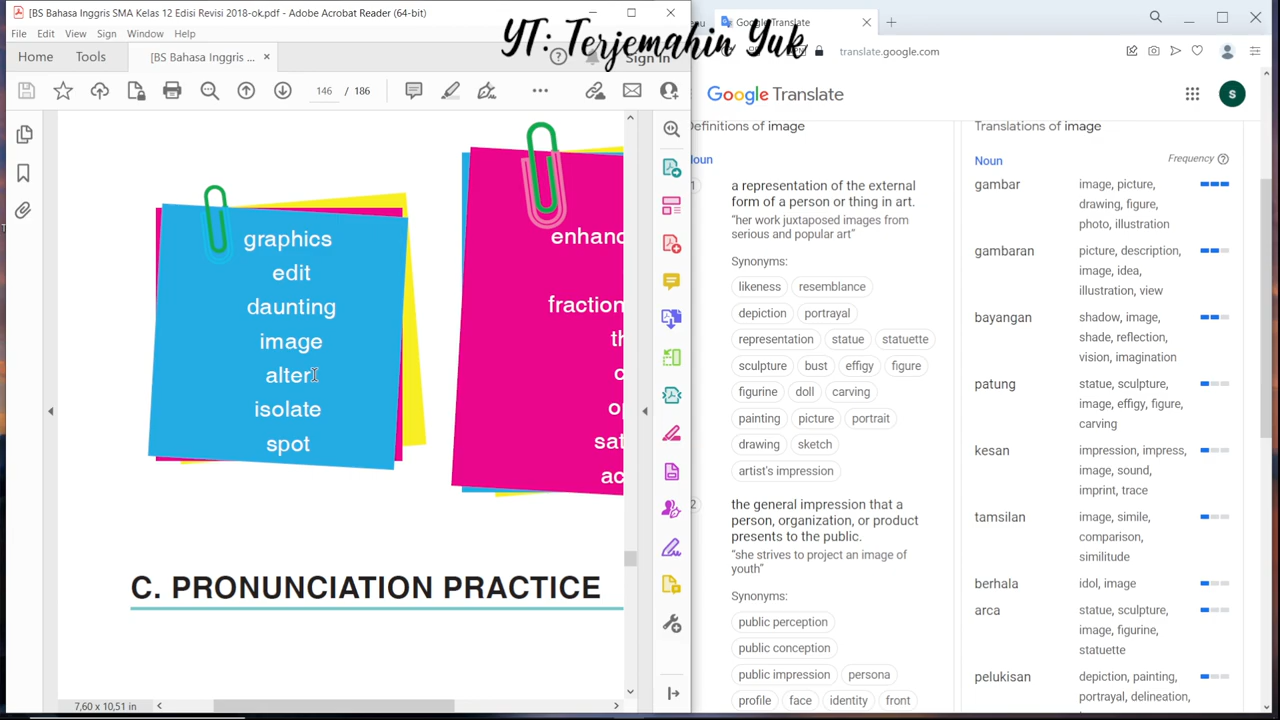 [BS Bahasa Inggris SMA Kelas 12 Edisi Revisi 2018-ok.pdf - Adobe Acrobat Reader (64-bit)
File Edit View Sign Window Help
Home Tools [BS Bahasa Inggris ... × Sign In
YT: Terjemahin Yuk
146 / 186
graphics
edit
daunting
image
alter
isolate
spot
enhanc
fraction
th
c
op
sat
ac
C. PRONUNCIATION PRACTICE
7,60 x 10,51 in
Google Translate
translate.google.com
Google Translate
S
Definitions of image
Noun
1
a representation of the external
form of a person or thing in art.
“her work juxtaposed images from
serious and popular art”
Synonyms:
likeness resemblance
depiction portrayal
representation statue statuette
sculpture bust effigy figure
figurine doll carving
painting picture portrait
drawing sketch
artist's impression
2
the general impression that a
person, organization, or product
presents to the public.
“she strives to project an image of
youth”
Synonyms:
public perception
public conception
public impression persona
profile face identity front
Translations of image
Noun Frequency
gambar image, picture,
drawing, figure,
photo, illustration
gambaran picture, description,
image, idea,
illustration, view
bayangan shadow, image,
shade, reflection,
vision, imagination
patung statue, sculpture,
image, effigy, figure,
carving
kesan impression, impress,
image, sound,
imprint, trace
tamsilan image, simile,
comparison,
similitude
berhala idol, image
arca statue, sculpture,
image, figurine,
statuette
pelukisan depiction, painting,
portrayal, delineation,